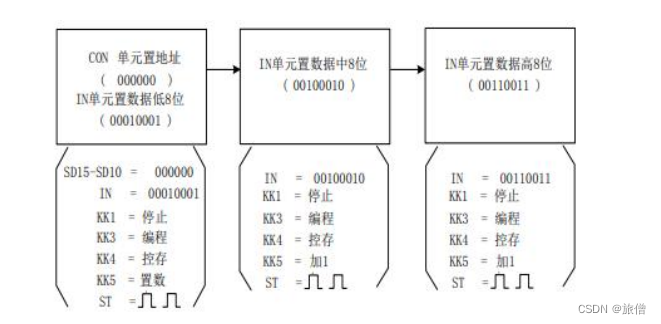 CON 单元置地址
( 000000 )
IN单元置数据低8位
( 00010001 )
IN单元置数据中8位
( 00100010 )
IN单元置数据高8位
( 00110011 )
SD15-SD10 = 000000
IN = 00010001
KK1 = 停止
KK3 = 编程
KK4 = 控存
KK5 = 置数
ST =
IN = 00100010
KK1 = 停止
KK3 = 编程
KK4 = 控存
KK5 = 加1
ST =
IN = 00110011
KK1 = 停止
KK3 = 编程
KK4 = 控存
KK5 = 加1
ST =
CSDN @旅僧